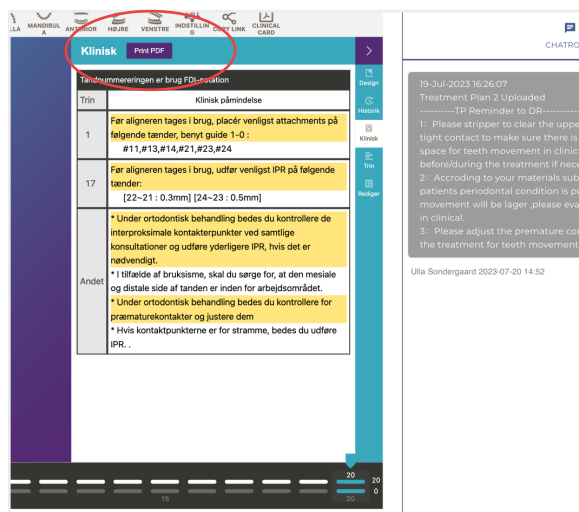 LLA
MANDIBUL
A
ANTERIOR
HØJRE
VENSTRE
INDSTILLIN
G
COPY LINK
CLINICAL
CARD
Klinisk
Print PDF
Tandnummereringen er brug FDI-notation
Trin
Klinisk påmindelse
1
Før aligneren tages i brug, placér venligst attachments på
følgende tænder, benyt guide 1-0 :
#11,#13,#14,#21,#23,#24
17
Før aligneren tages i brug, udfør venligst IPR på følgende
tænder:
[22~21 : 0.3mm] [24~23 : 0.5mm]
Andet
* Under ortodontisk behandling bedes du kontrollere de
interproksimale kontakterpunkter ved samtlige
konsultationer og udføre yderligere IPR, hvis det er
nødvendigt.
* I tilfælde af bruksisme, skal du sørge for, at den mesiale
og distale side af tanden er inden for arbejdsområdet.
* Under ortodontisk behandling bedes du kontrollere for
præmaturekontakter og justere dem
* Hvis kontaktpunkterne er for stramme, bedes du udføre
IPR. .
Design
Historik
Klinisk
Trin
Rediger
15
20
20
20
0
CHATRO
19-Jul-2023 16:26:07
Treatment Plan 2 Uploaded
----------TP Reminder to DR----------
1: Please stripper to clear the uppe
tight contact to make sure there is
space for teeth movement in clinic
before/during the treatment if nece
2: Accroding to your materials sub
patients periodontal condition is po
movement will be lager ,please eva
in clinical.
3: Please adjust the premature con
the treatment for teeth movement
Ulla Sondergaard 2023-07-20 14:52